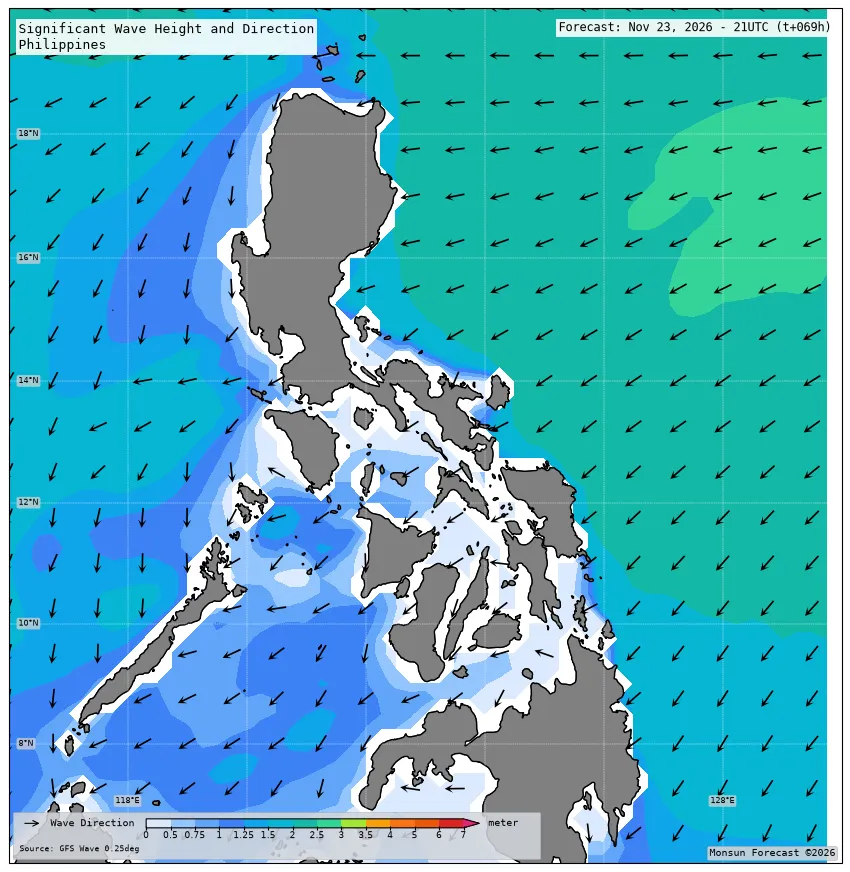 Significant Wave Height and Direction
Philippines
Forecast: Nov 23, 2026 - 21UTC (t+069h)
18°N
16°N
14°N
12°N
10°N
8°N
118°E
128°E
Wave Direction
0 0.5 0.75 1 1.25 1.5 2 2.5 3 3.5 4 5 6 7
meter
Source: GFS Wave 0.25deg
Monsun Forecast ©2026